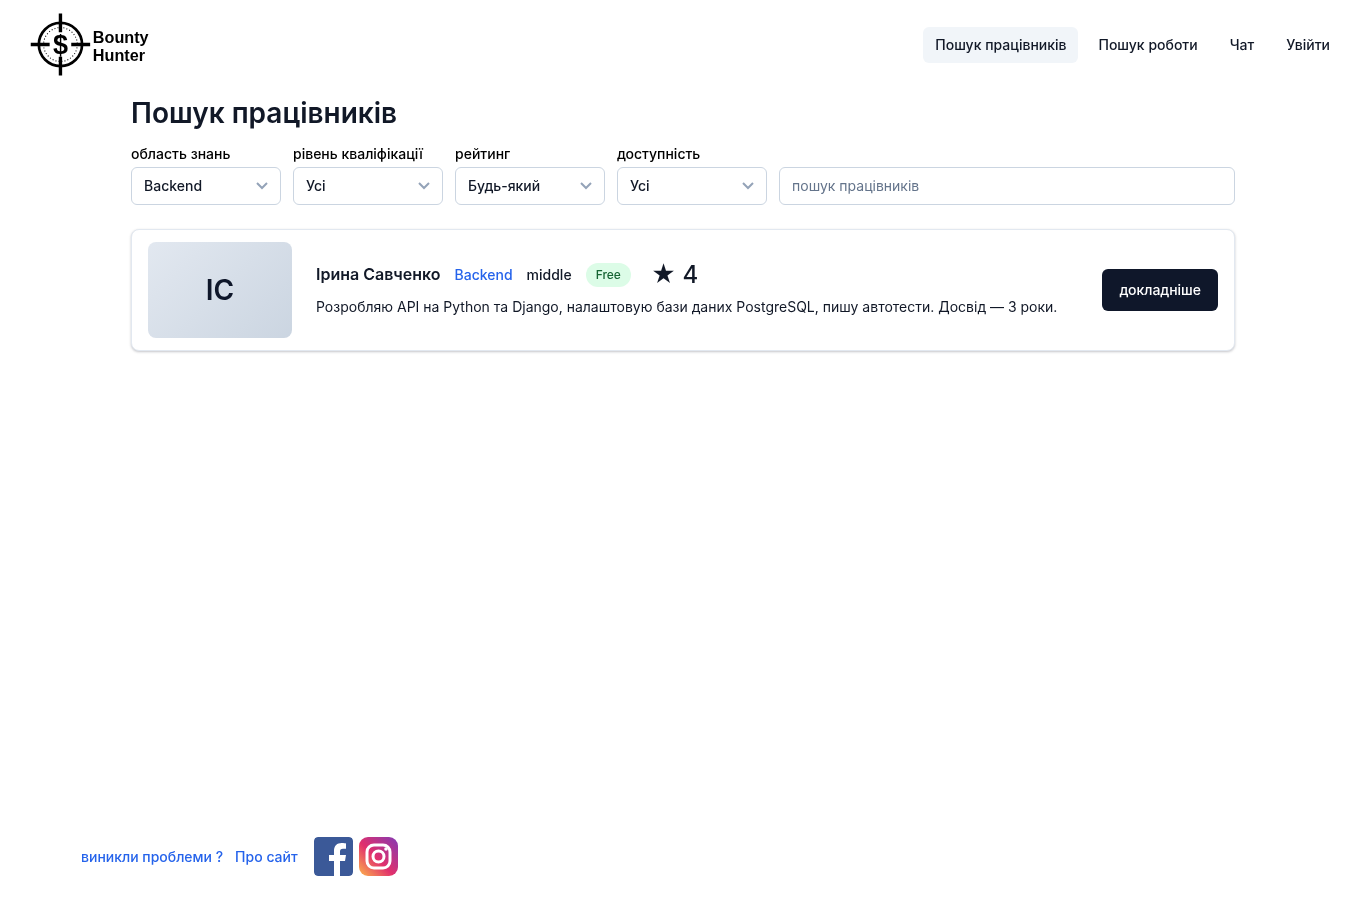 $ Bounty
Hunter
Пошук працівників Пошук роботи Чат Увійти
Пошук працівників
область знань рівень кваліфікації рейтинг доступність
Backend Усі Будь-який Усі пошук працівників
ІС
Ірина Савченко Backend middle Free ★ 4
Розробляю API на Python та Django, налаштовую бази даних PostgreSQL, пишу автотести. Досвід — 3 роки.
докладніше
виникли проблеми ? Про сайт